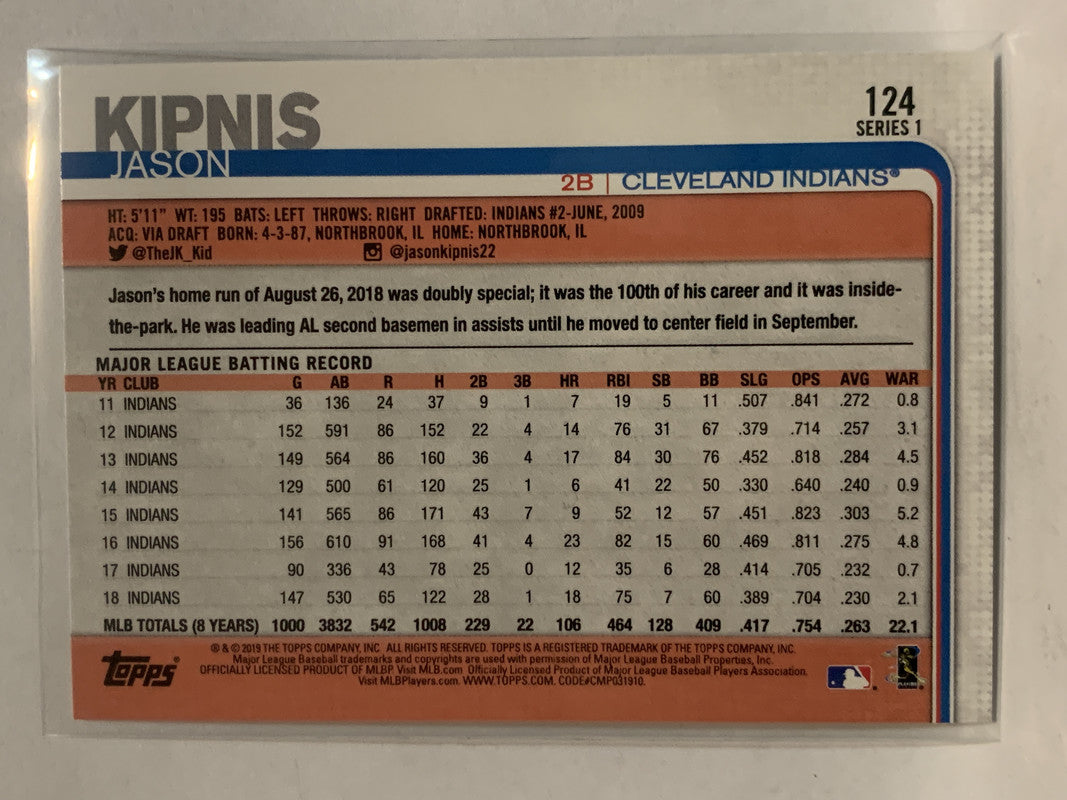 KIPNIS
JASON
124
SERIES 1
2B | CLEVELAND INDIANS®
HT: 5'11" WT: 195 BATS: LEFT THROWS: RIGHT DRAFTED: INDIANS #2-JUNE, 2009
ACQ: VIA DRAFT BORN: 4-3-87, NORTHBROOK, IL HOME: NORTHBROOK, IL
@TheJK_Kid @jasonkipnis22
Jason's home run of August 26, 2018 was doubly special; it was the 100th of his career and it was inside-
the-park. He was leading AL second basemen in assists until he moved to center field in September.
MAJOR LEAGUE BATTING RECORD
YR CLUB G AB R H 2B 3B HR RBI SB BB SLG OPS AVG WAR
11 INDIANS 36 136 24 37 9 1 7 19 5 11 .507 .841 .272 0.8
12 INDIANS 152 591 86 152 22 4 14 76 31 67 .379 .714 .257 3.1
13 INDIANS 149 564 86 160 36 4 17 84 30 76 .452 .818 .284 4.5
14 INDIANS 129 500 61 120 25 1 6 41 22 50 .330 .640 .240 0.9
15 INDIANS 141 565 86 171 43 7 9 52 12 57 .451 .823 .303 5.2
16 INDIANS 156 610 91 168 41 4 23 82 15 60 .469 .811 .275 4.8
17 INDIANS 90 336 43 78 25 0 12 35 6 28 .414 .705 .232 0.7
18 INDIANS 147 530 65 122 28 1 18 75 7 60 .389 .704 .230 2.1
MLB TOTALS (8 YEARS) 1000 3832 542 1008 229 22 106 464 128 409 .417 .754 .263 22.1
topps®
® & © 2019 THE TOPPS COMPANY, INC. ALL RIGHTS RESERVED. TOPPS IS A REGISTERED TRADEMARK OF THE TOPPS COMPANY, INC.
Major League Baseball trademarks and copyrights are used with permission of Major League Baseball Properties, Inc.
OFFICIALLY LICENSED PRODUCT OF MLBP Visit MLB.com Officially Licensed Product of Major League Baseball Players Association.
Visit MLBPlayers.com. WWW.TOPPS.COM. CODE#CMP031910.